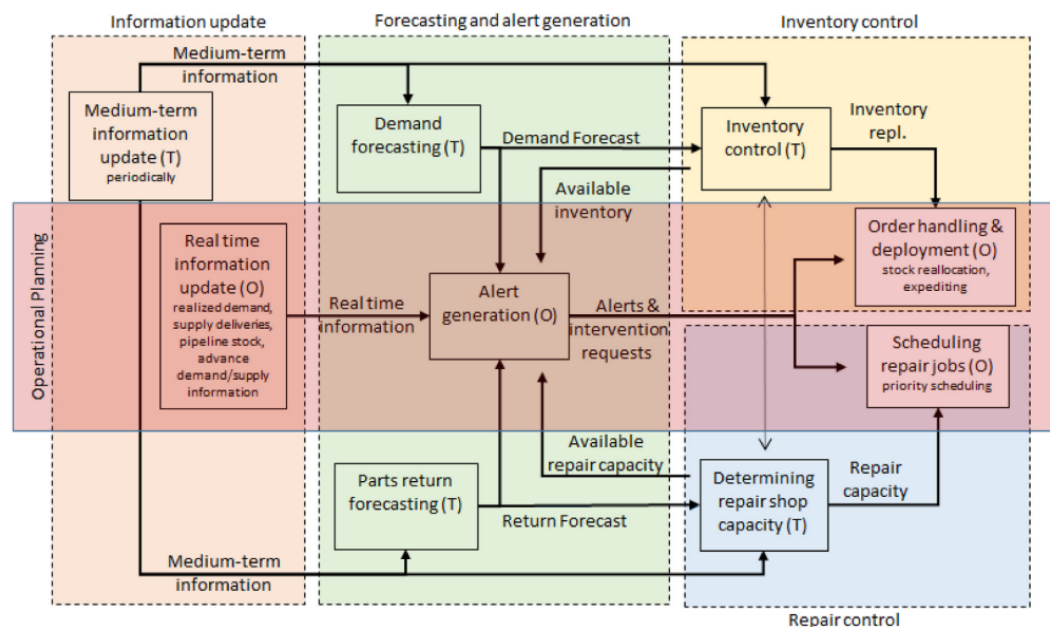 Information update
Forecasting and alert generation
Inventory control
Medium-term
information
Medium-term
information
update (T)
periodically
Demand
forecasting (T)
Demand Forecast
Inventory
control (T)
Inventory
repl.
Available
inventory
Operational Planning
Real time
information
update (O)
realized demand,
supply deliveries,
pipeline stock,
advance
demand/supply
information
Real time
information
Alert
generation (O)
Alerts &
intervention
requests
Order handling &
deployment (O)
stock reallocation,
expediting
Scheduling
repair jobs (O)
priority scheduling
Available
repair capacity
Parts return
forecasting (T)
Return Forecast
Determining
repair shop
capacity (T)
Repair
capacity
Medium-term
information
Repair control